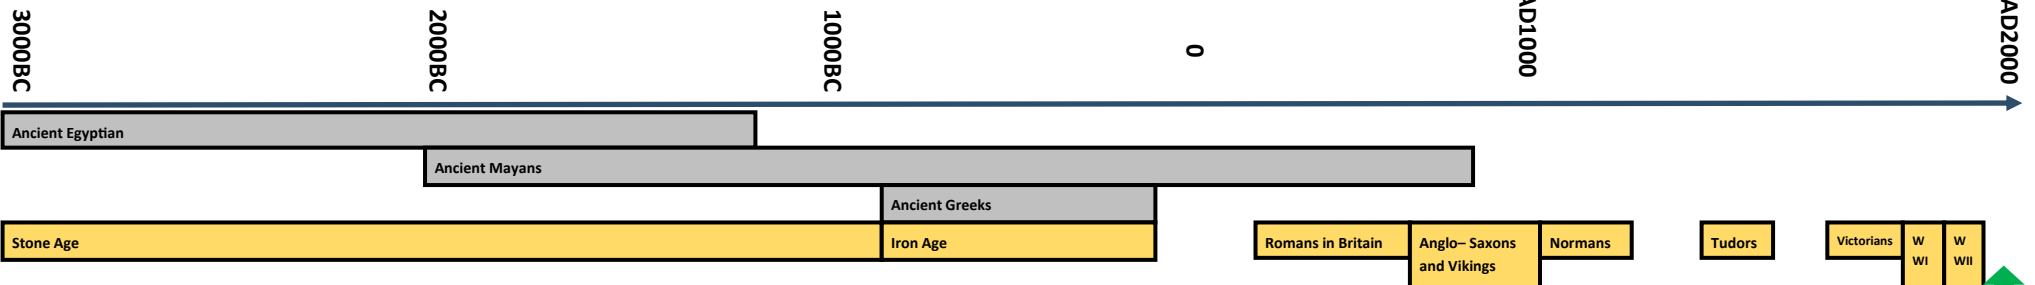 3000BC
2000BC
1000BC
0
AD1000
AD2000
Ancient Egyptian
Ancient Mayans
Ancient Greeks
Stone Age
Iron Age
Romans in Britain
Anglo– Saxons
and Vikings
Normans
Tudors
Victorians
W
WI
W
WII